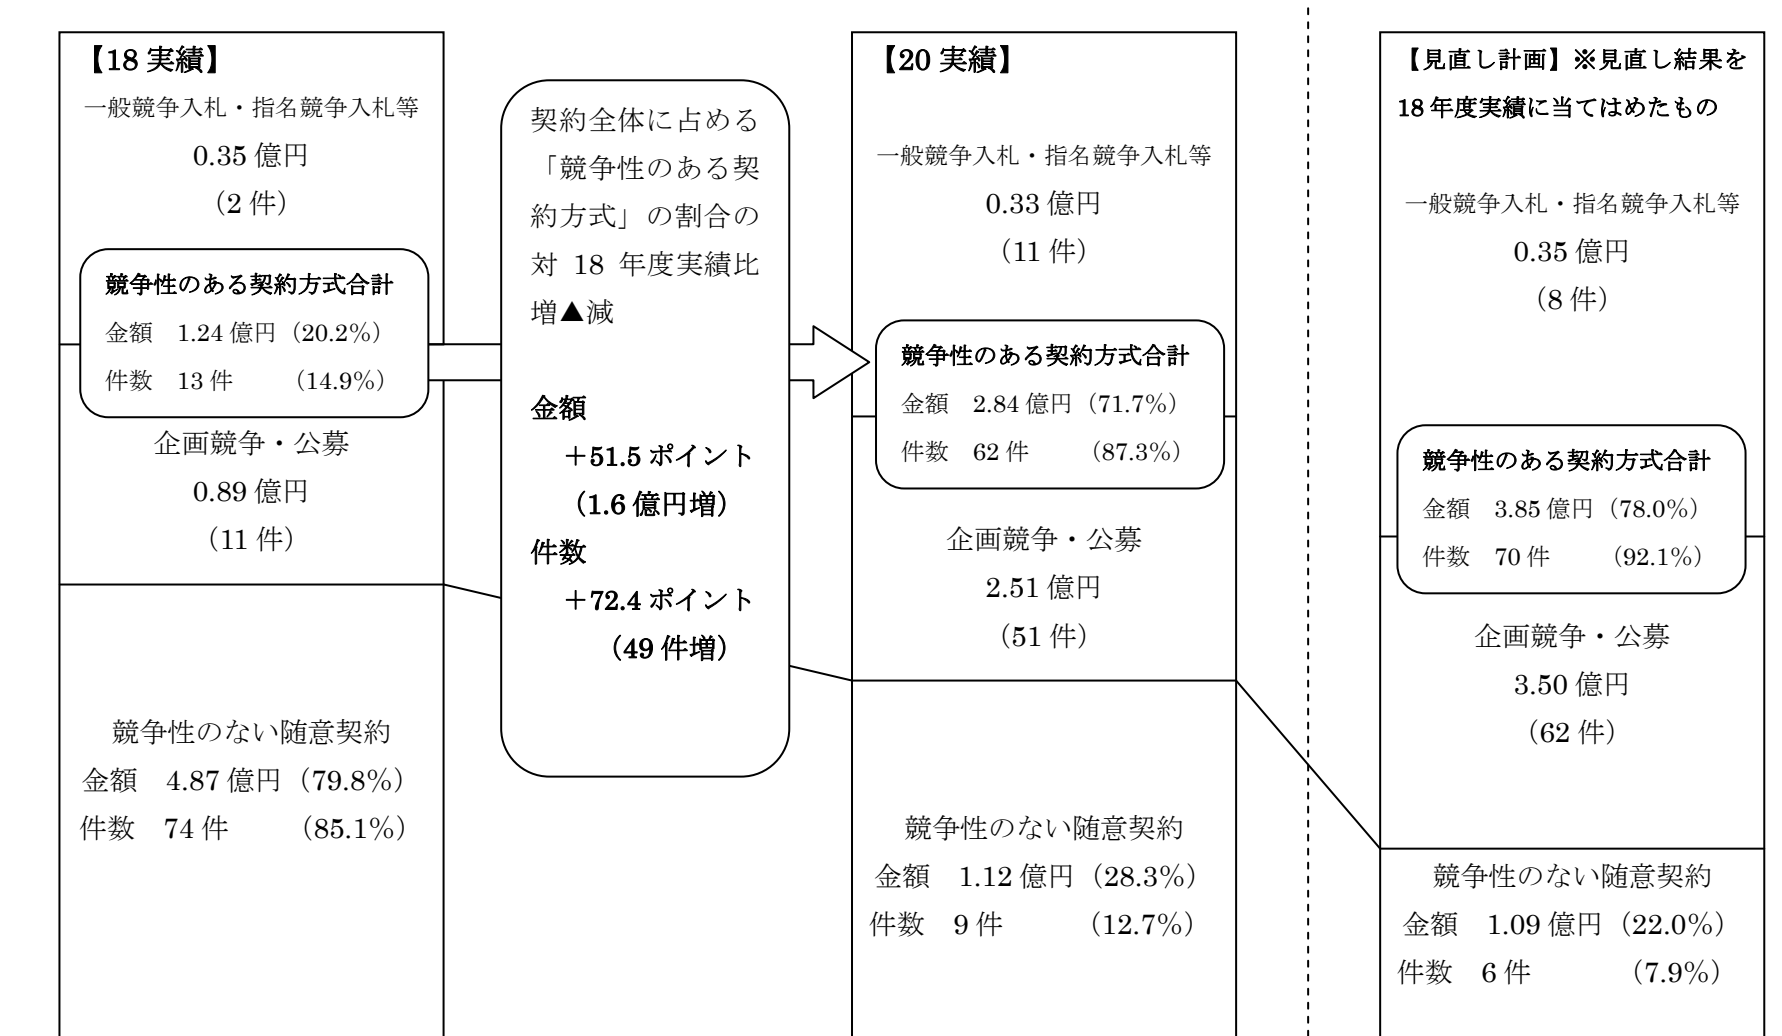 【18 実績】
一般競争入札・指名競争入札等
0.35 億円
（2 件）
競争性のある契約方式合計
金額　1.24 億円（20.2％）
件数　13 件　　（14.9％）
企画競争・公募
0.89 億円
（11 件）
競争性のない随意契約
金額　4.87 億円（79.8％）
件数　74 件　　（85.1％）
契約全体に占める
「競争性のある契
約方式」の割合の
対 18 年度実績比
増▲減
金額
＋51.5 ポイント
（1.6 億円増）
件数
＋72.4 ポイント
（49 件増）
【20 実績】
一般競争入札・指名競争入札等
0.33 億円
（11 件）
競争性のある契約方式合計
金額　2.84 億円（71.7％）
件数　62 件　　（87.3％）
企画競争・公募
2.51 億円
（51 件）
競争性のない随意契約
金額　1.12 億円（28.3％）
件数　9 件　　（12.7％）
【見直し計画】※見直し結果を
18 年度実績に当てはめたもの
一般競争入札・指名競争入札等
0.35 億円
（8 件）
競争性のある契約方式合計
金額　3.85 億円（78.0％）
件数　70 件　　（92.1％）
企画競争・公募
3.50 億円
（62 件）
競争性のない随意契約
金額　1.09 億円（22.0％）
件数　6 件　　（7.9％）